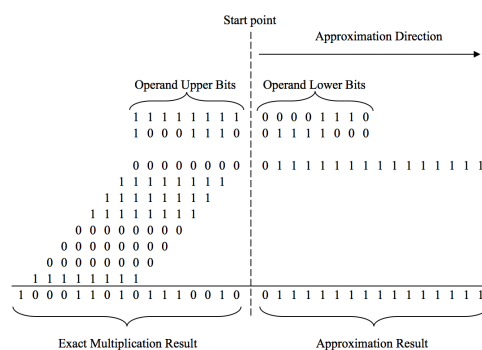 Start point
Approximation Direction
Operand Upper Bits Operand Lower Bits
1 1 1 1 1 1 1 1 0 0 0 0 1 1 1 0
1 0 0 0 1 1 1 0 0 1 1 1 1 0 0 0
0 0 0 0 0 0 0 0 0 1 1 1 1 1 1 1 1 1 1 1 1 1 1 1
1 1 1 1 1 1 1 1
1 1 1 1 1 1 1 1
1 1 1 1 1 1 1 1
0 0 0 0 0 0 0 0
0 0 0 0 0 0 0 0
0 0 0 0 0 0 0 0
1 1 1 1 1 1 1 1
1 0 0 0 1 1 0 1 0 1 1 1 0 0 1 0 0 1 1 1 1 1 1 1 1 1 1 1 1 1 1 1
Exact Multiplication Result Approximation Result